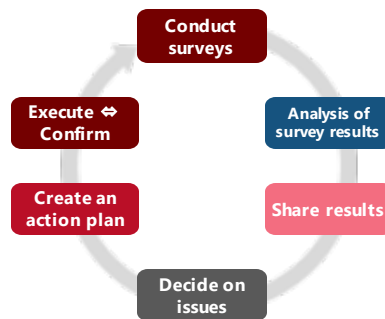 Conduct
surveys
Analysis of
survey results
Share results
Decide on
issues
Create an
action plan
Execute ⇔
Confirm